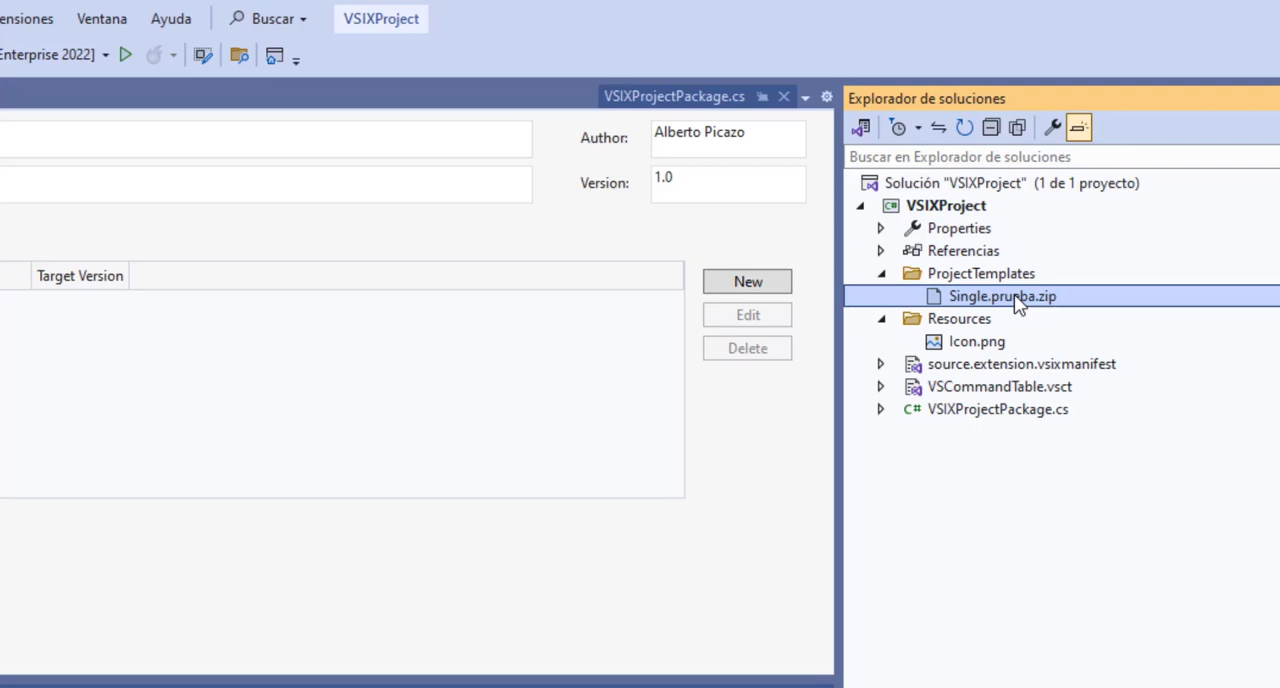 ensiones Ventana Ayuda Buscar VSIXProject
Enterprise 2022]
VSIXProjectPackage.cs
Author: Alberto Picazo
Version: 1.0
Target Version
New
Edit
Delete
Explorador de soluciones
Buscar en Explorador de soluciones
Solución "VSIXProject" (1 de 1 proyecto)
VSIXProject
Properties
Referencias
ProjectTemplates
Single.prueba.zip
Resources
Icon.png
source.extension.vsixmanifest
VSCommandTable.vsct
C# VSIXProjectPackage.cs